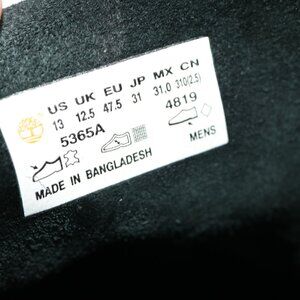 US UK EU JP MX CN
13 12.5 47.5 31 31.0 310(2.5)
5365A 4819
MENS
MADE IN BANGLADESH